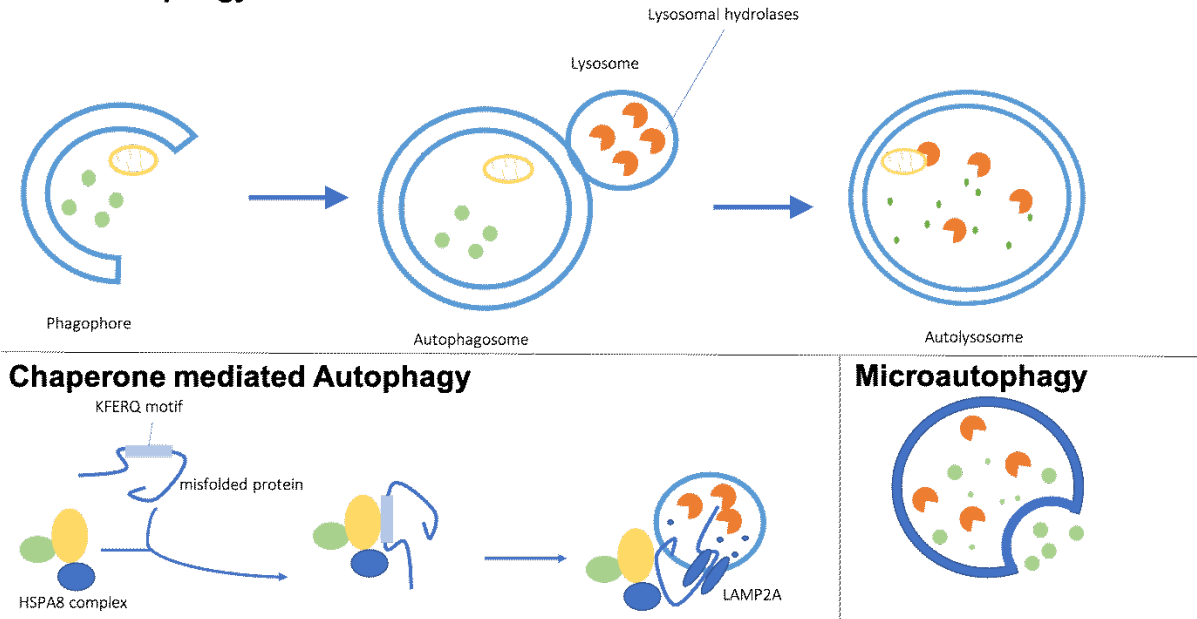 Lysosomal hydrolases
Lysosome
Phagophore
Autophagosome
Autolysosome
Chaperone mediated Autophagy
Microautophagy
KFERQ motif
misfolded protein
HSPA8 complex
LAMP2A